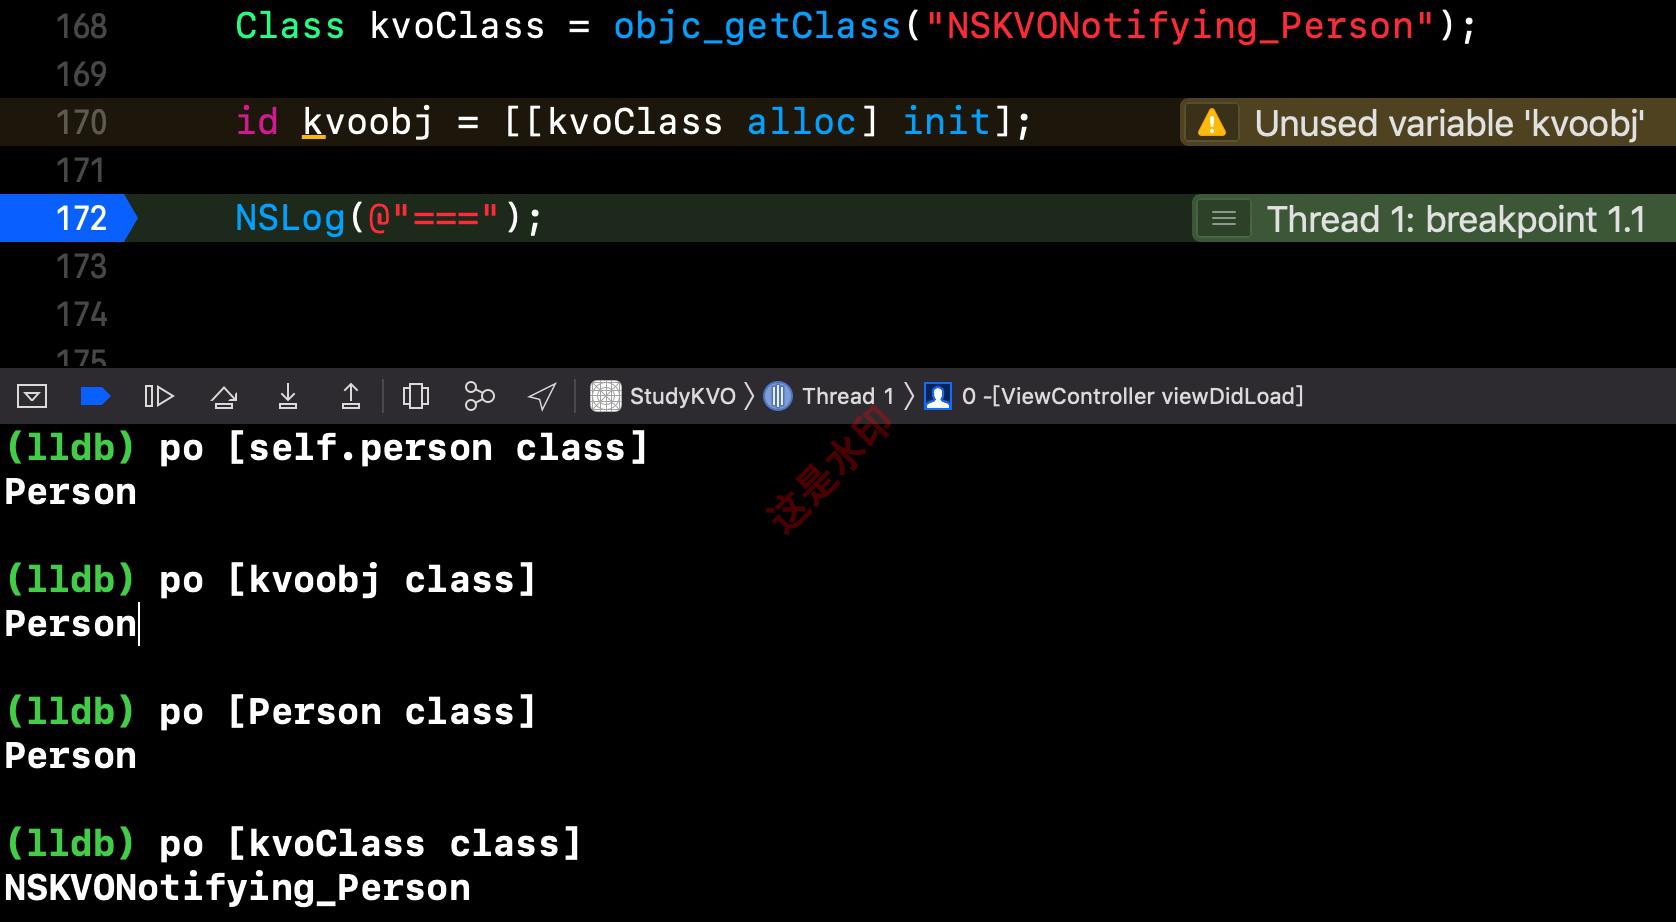 168 Class kvoClass = objc_getClass("NSKVONotifying_Person");
169
170 id kvoobj = [[kvoClass alloc] init]; Unused variable 'kvoobj'
171
172 NSLog(@"==="); Thread 1: breakpoint 1.1
173
174
175
StudyKVO 〉 Thread 1 〉 0 -[ViewController viewDidLoad]
(lldb) po [self.person class]
Person
这是水印
(lldb) po [kvoobj class]
Person
(lldb) po [Person class]
Person
(lldb) po [kvoClass class]
NSKVONotifying_Person